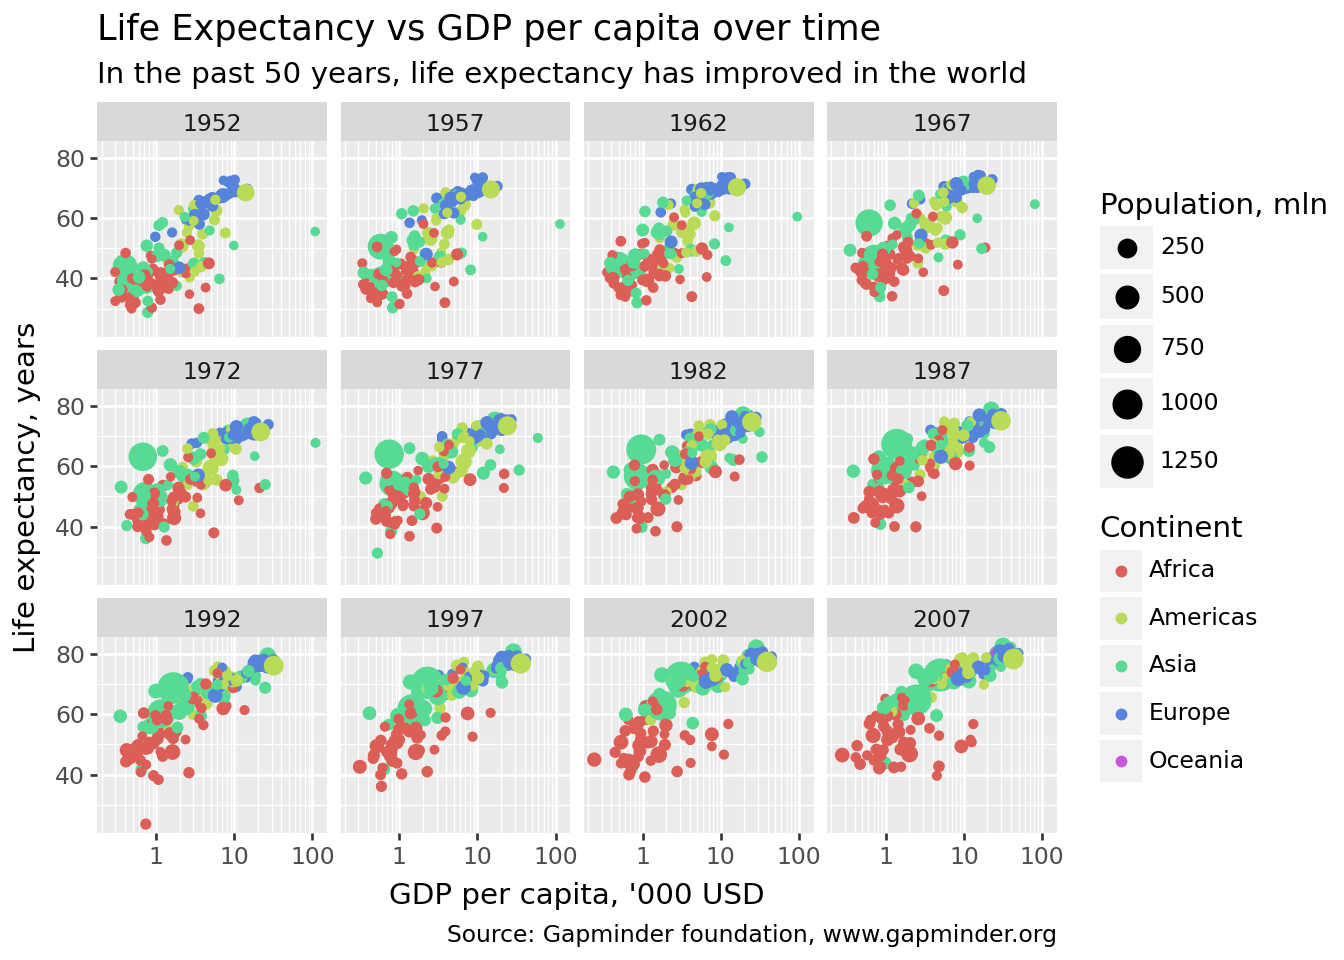 Life Expectancy vs GDP per capita over time
In the past 50 years, life expectancy has improved in the world
1952 1957 1962 1967
80
60
40
1972 1977 1982 1987
80
60
40
1992 1997 2002 2007
80
60
40
1 10 100 1 10 100 1 10 100 1 10 100
Life expectancy, years
GDP per capita, '000 USD
Source: Gapminder foundation, www.gapminder.org
Population, mln
250
500
750
1000
1250
Continent
Africa
Americas
Asia
Europe
Oceania